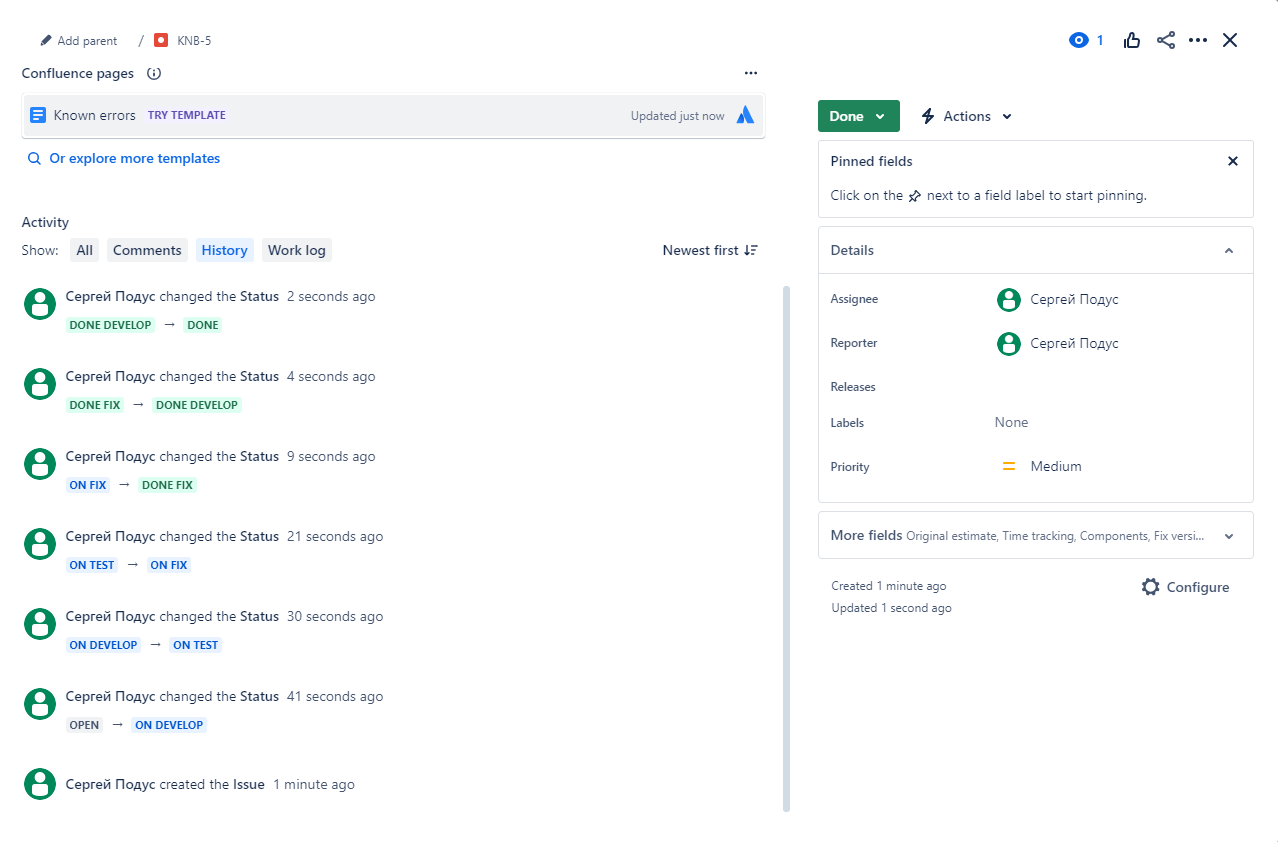 Add parent / KNB-5
1
Confluence pages
Known errors TRY TEMPLATE Updated just now
Or explore more templates
Activity
Show: All Comments History Work log Newest first
Сергей Подус changed the Status 2 seconds ago
DONE DEVELOP → DONE
Сергей Подус changed the Status 4 seconds ago
DONE FIX → DONE DEVELOP
Сергей Подус changed the Status 9 seconds ago
ON FIX → DONE FIX
Сергей Подус changed the Status 21 seconds ago
ON TEST → ON FIX
Сергей Подус changed the Status 30 seconds ago
ON DEVELOP → ON TEST
Сергей Подус changed the Status 41 seconds ago
OPEN → ON DEVELOP
Сергей Подус created the Issue 1 minute ago
Done Actions
Pinned fields
Click on the next to a field label to start pinning.
Details
Assignee Сергей Подус
Reporter Сергей Подус
Releases
Labels None
Priority Medium
More fields Original estimate, Time tracking, Components, Fix versi...
Created 1 minute ago Configure
Updated 1 second ago